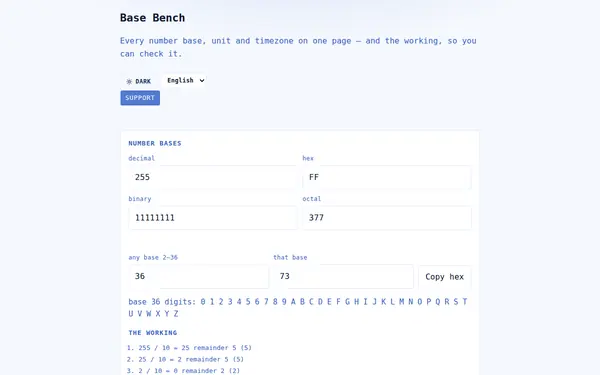 Base Bench
Every number base, unit and timezone on one page — and the working, so you
can check it.
DARK
English
SUPPORT
NUMBER BASES
decimal
hex
255
FF
binary
octal
11111111
377
any base 2–36
that base
36
73
Copy hex
base 36 digits: 0 1 2 3 4 5 6 7 8 9 A B C D E F G H I J K L M N O P Q R S T
U V W X Y Z
THE WORKING
1. 255 / 10 = 25 remainder 5 (5)
2. 25 / 10 = 2 remainder 5 (5)
3. 2 / 10 = 0 remainder 2 (2)